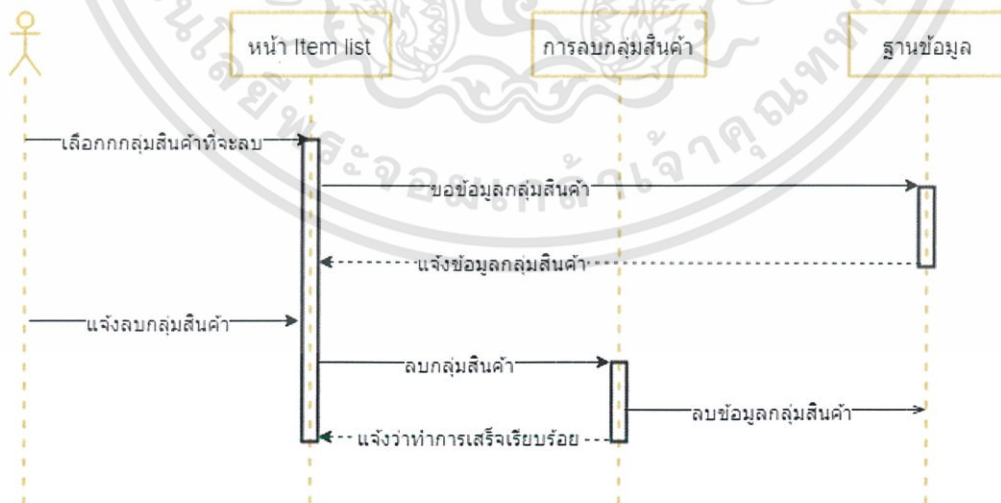 หน้า Item list
การลบกลุ่มสินค้า
ฐานข้อมูล
เลือกกกลุ่มสินค้าที่จะลบ
ขอข้อมูลกลุ่มสินค้า
แจ้งข้อมูลกลุ่มสินค้า
แจ้งลบกลุ่มสินค้า
ลบกลุ่มสินค้า
ลบข้อมูลกลุ่มสินค้า
แจ้งว่าทำการเสร็จเรียบร้อย